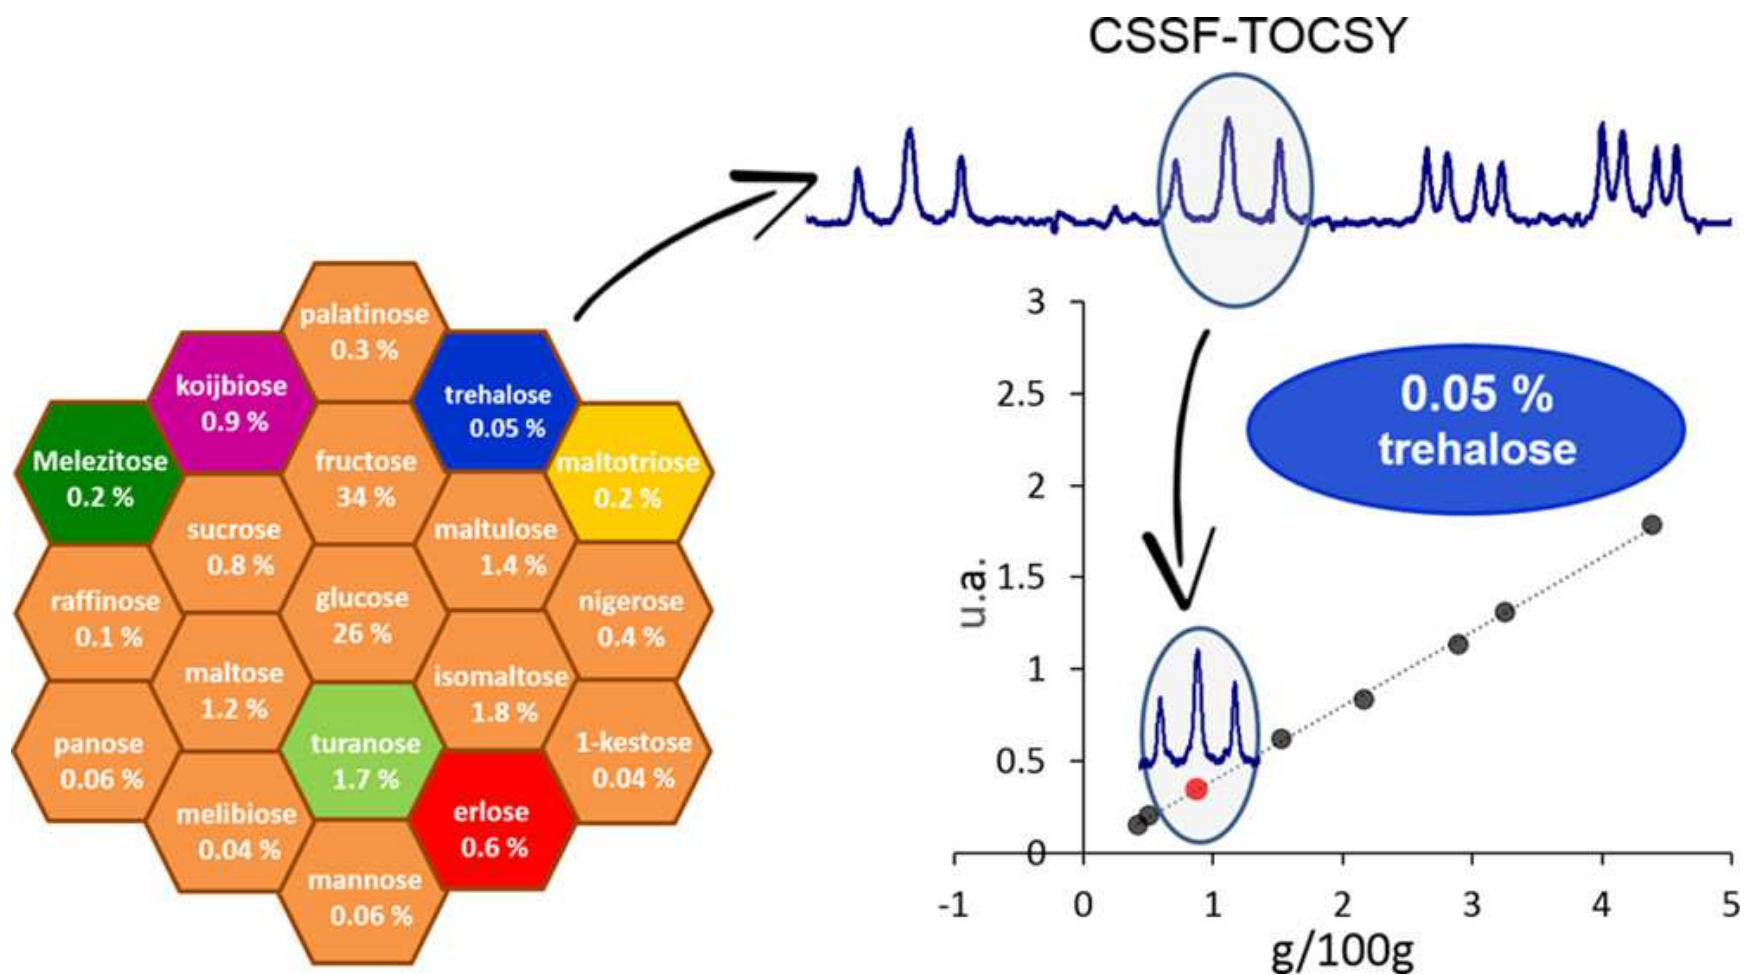 CSSF-TOCSY
palatinose
0.3 %
koijbiose
0.9 %
trehalose
0.05 %
Melezitose
0.2 %
fructose
34 %
maltotriose
0.2 %
sucrose
0.8 %
maltulose
1.4 %
raffinose
0.1 %
glucose
26 %
nigerose
0.4 %
maltose
1.2 %
isomaltose
1.8 %
panose
0.06 %
turanose
1.7 %
1-kestose
0.04 %
melibiose
0.04 %
erlose
0.6 %
mannose
0.06 %
0.05 %
trehalose
3
2.5
2
1.5
1
0.5
0
u.a.
-1 0 1 2 3 4 5
g/100g